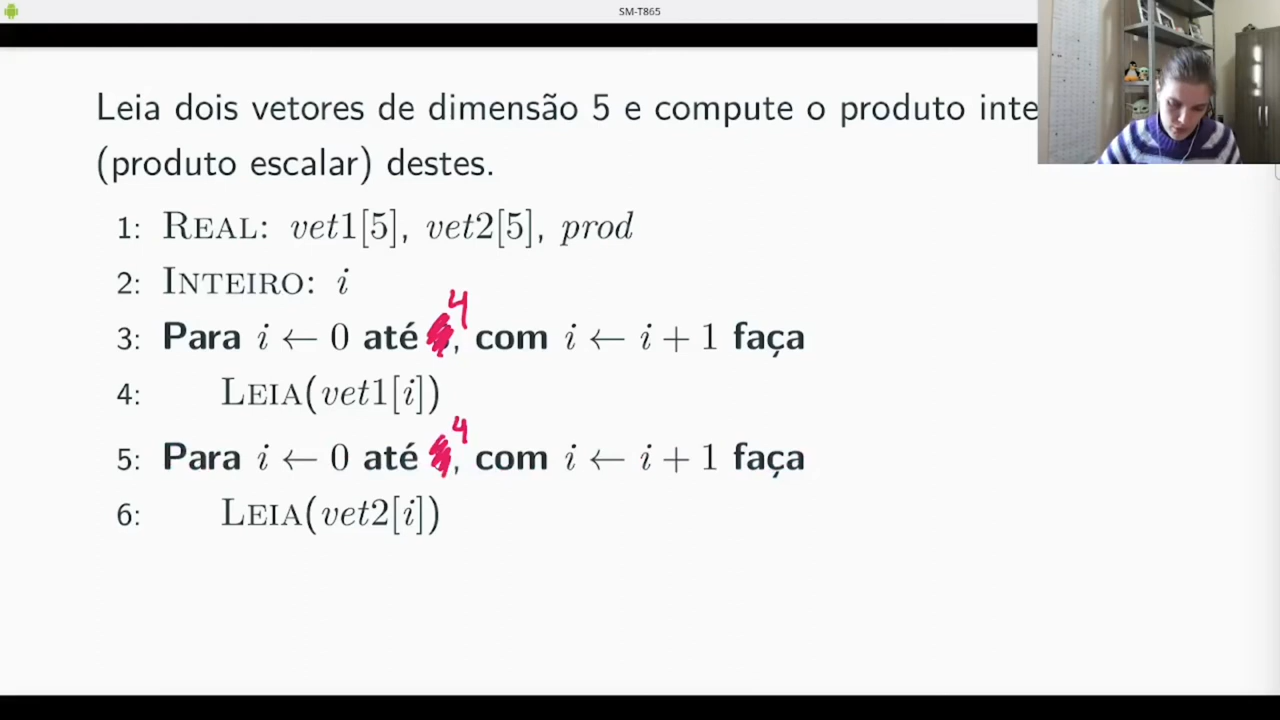 SM-T865
Leia dois vetores de dimensão 5 e compute o produto
(produto escalar) destes.
1: REAL: vet1[5], vet2[5], prod
2: INTEIRO: i
3: Para i ← 0 até 4, com i ← i + 1 faça
4: LEIA(vet1[i])
5: Para i ← 0 até 4, com i ← i + 1 faça
6: LEIA(vet2[i])